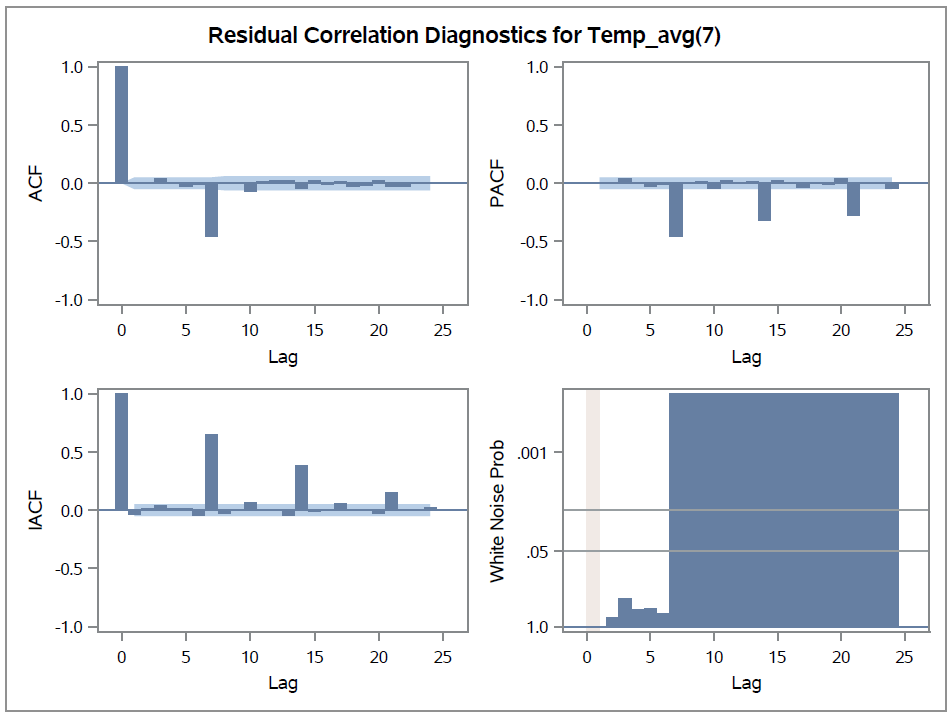 Residual Correlation Diagnostics for Temp_avg(7)
1.0
0.5
0.0
-0.5
-1.0
ACF
0 5 10 15 20 25
Lag
1.0
0.5
0.0
-0.5
-1.0
PACF
0 5 10 15 20 25
Lag
1.0
0.5
0.0
-0.5
-1.0
IACF
0 5 10 15 20 25
Lag
.001
.05
1.0
White Noise Prob
0 5 10 15 20 25
Lag